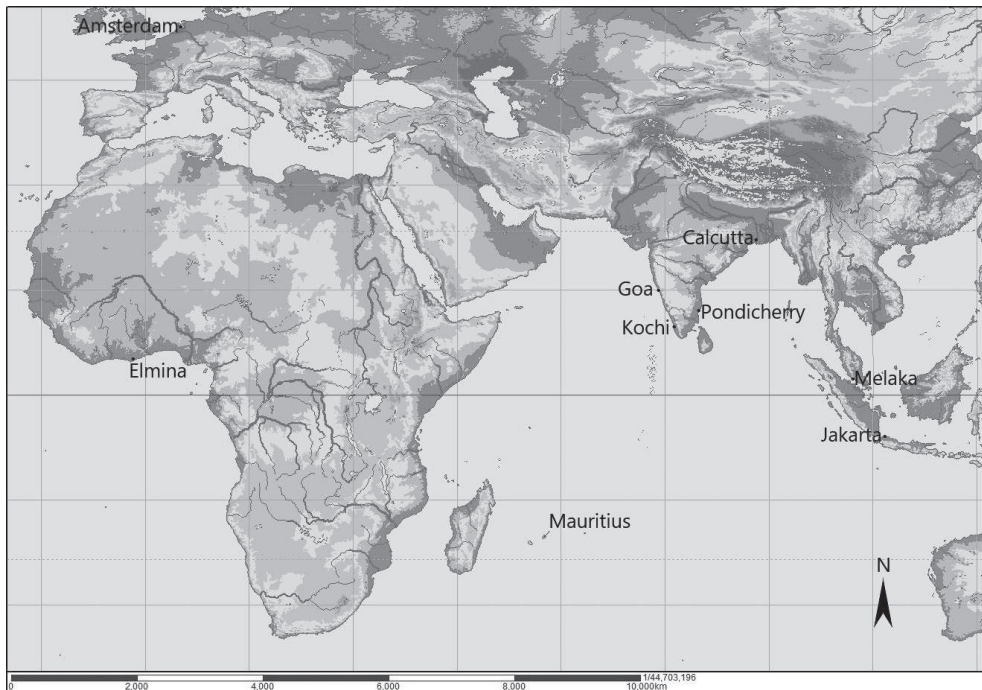 Amsterdam
Calcutta
Goa
Pondicherry
Kochi
Elmina
Melaka
Jakarta
Mauritius
N
0 2,000 4,000 6,000 8,000 10,000km
1/44,703,196